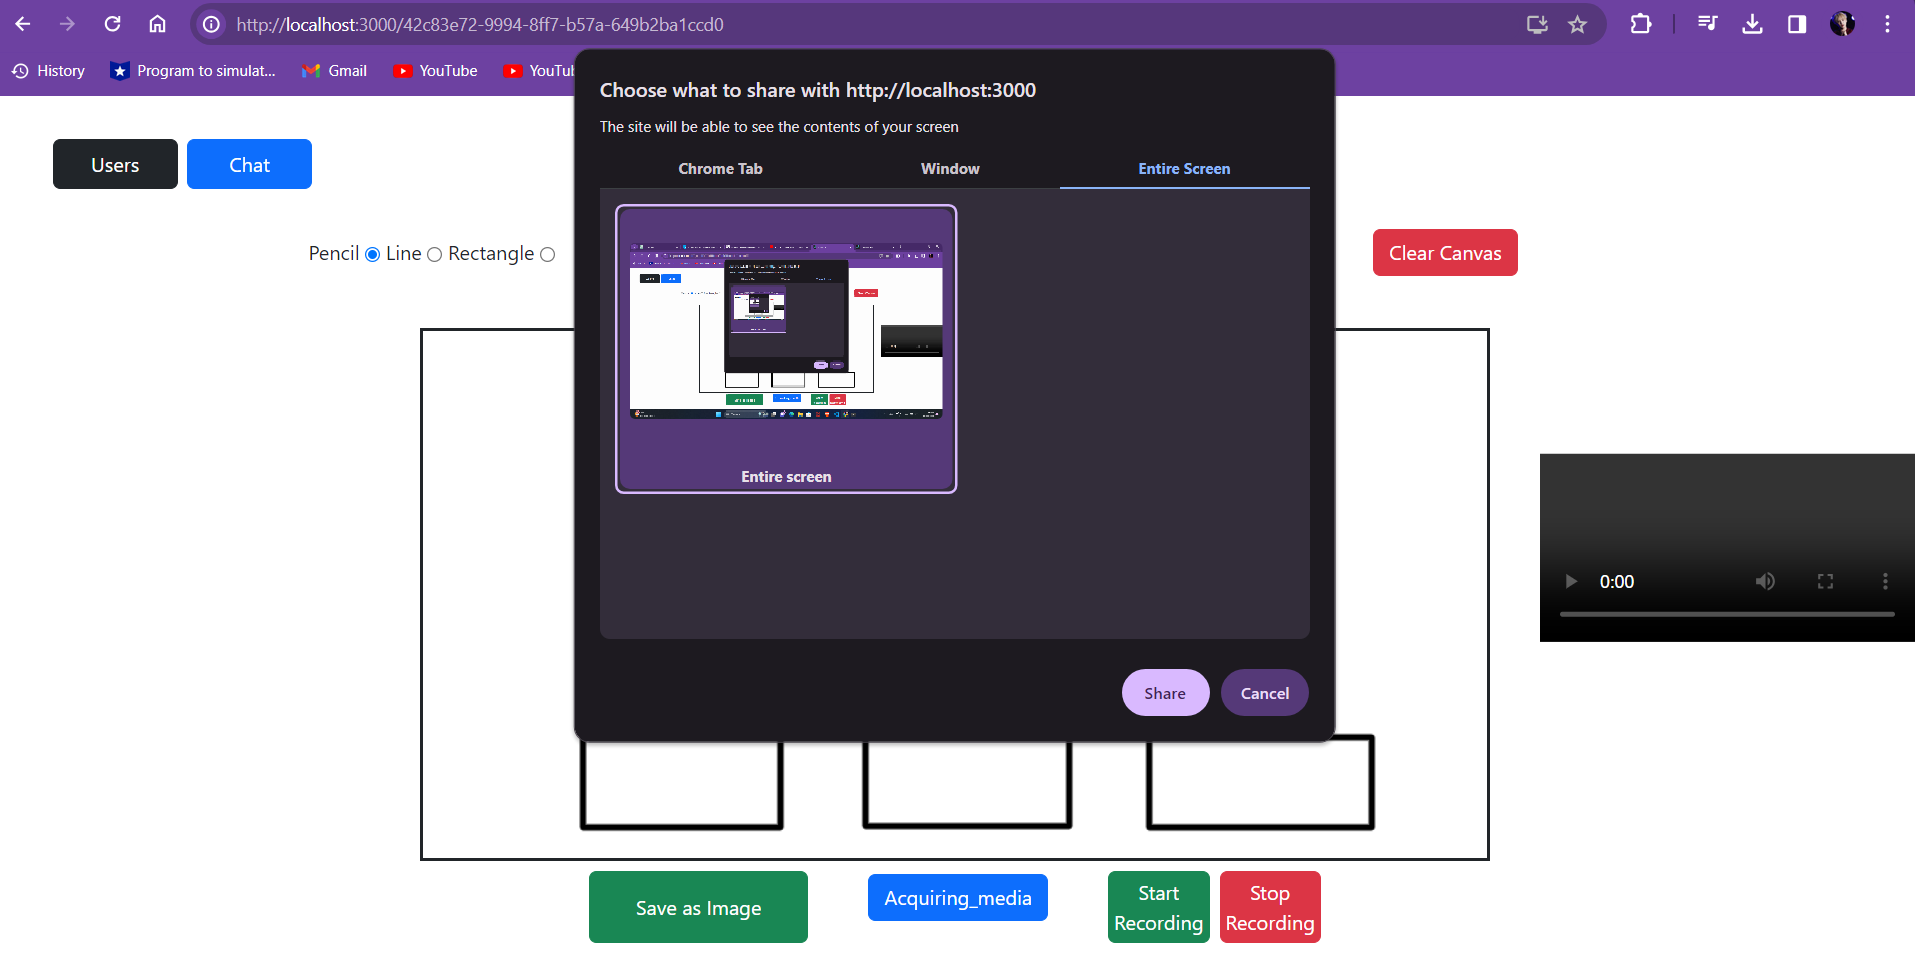 http://localhost:3000/42c83e72-9994-8ff7-b57a-649b2ba1ccd0
History
Program to simulat...
Gmail
YouTube
YouTub
Choose what to share with http://localhost:3000
The site will be able to see the contents of your screen
Chrome Tab
Window
Entire Screen
Users
Chat
Pencil
Line
Rectangle
Clear Canvas
Entire screen
0:00
Share
Cancel
Save as Image
Acquiring_media
Start
Recording
Stop
Recording